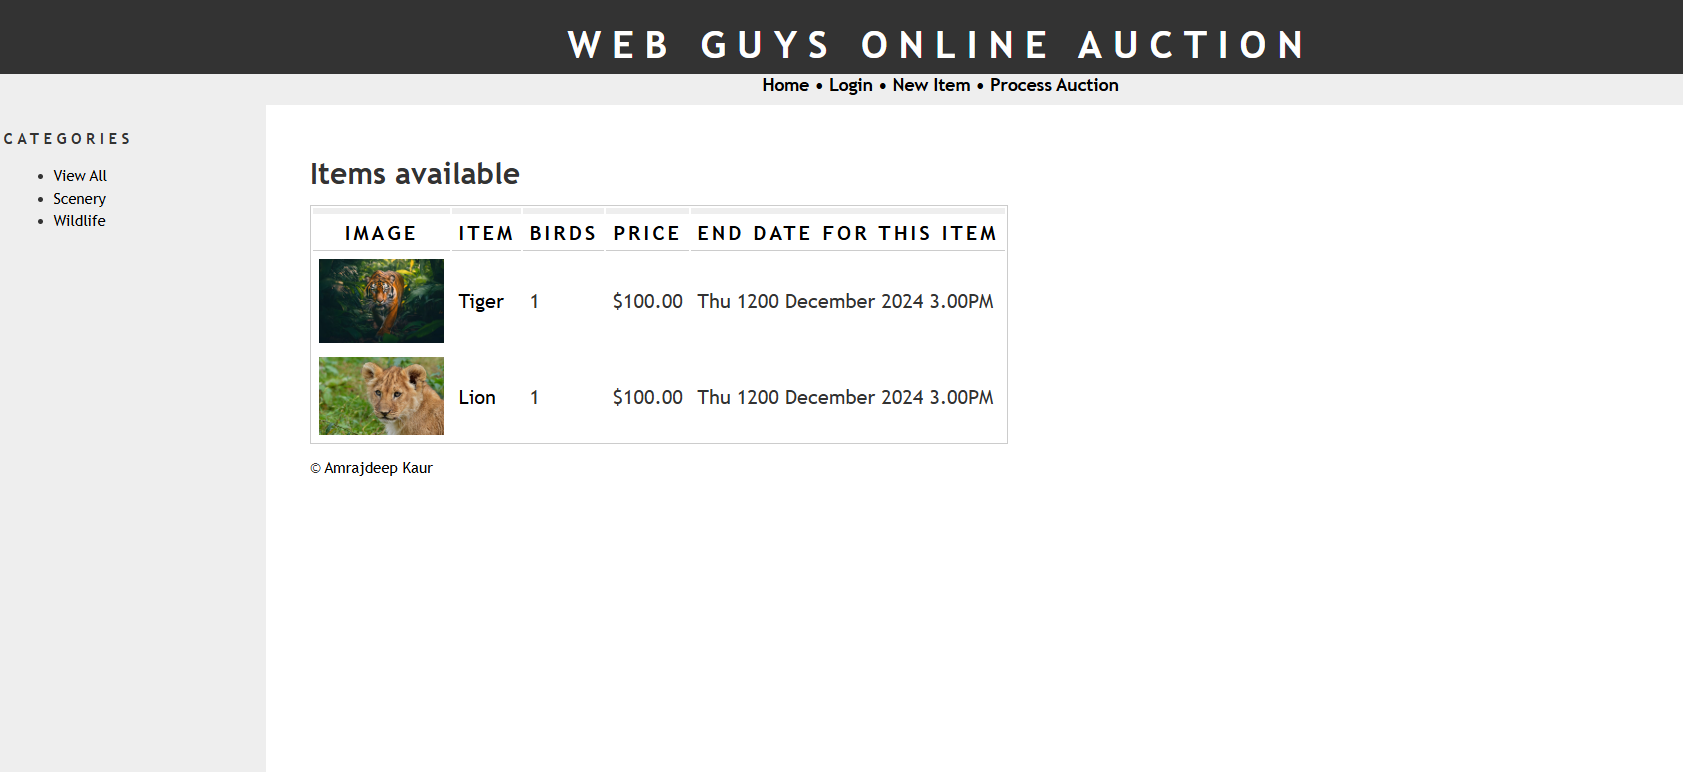 WEB GUYS ONLINE AUCTION
Home • Login • New Item • Process Auction
CATEGORIES
• View All
• Scenery
• Wildlife
Items available
IMAGE ITEM BIRDS PRICE END DATE FOR THIS ITEM
Tiger 1 $100.00 Thu 1200 December 2024 3.00PM
Lion 1 $100.00 Thu 1200 December 2024 3.00PM
© Amrajdeep Kaur